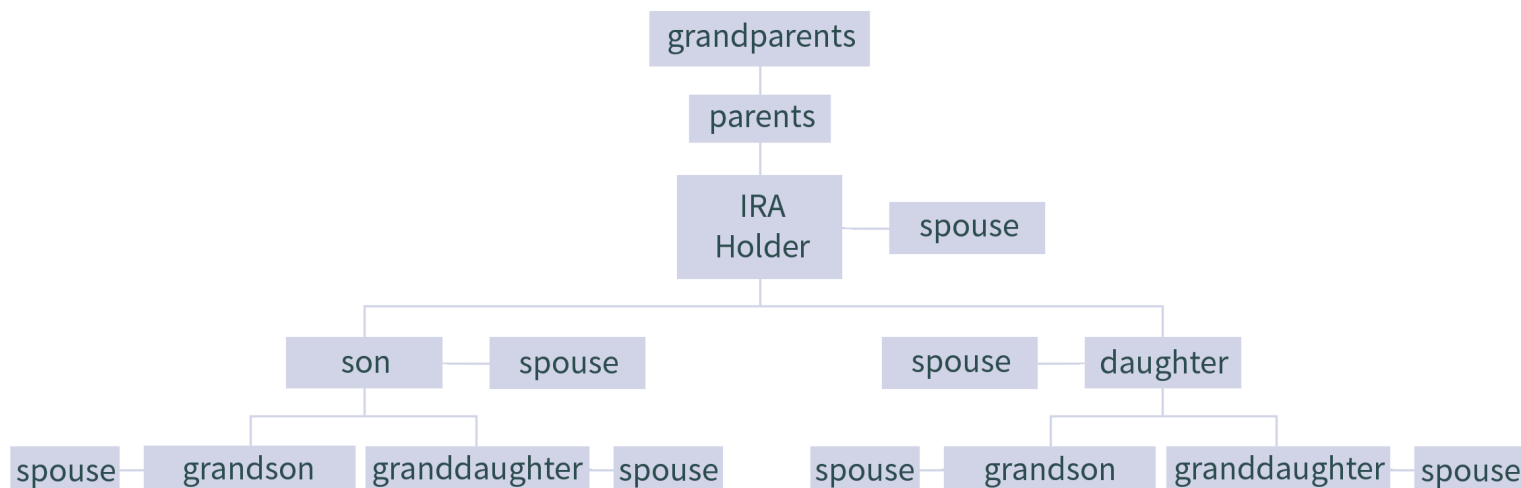 grandparents
parents
IRA
Holder
spouse
son
spouse
spouse
daughter
spouse
grandson
granddaughter
spouse
spouse
grandson
granddaughter
spouse